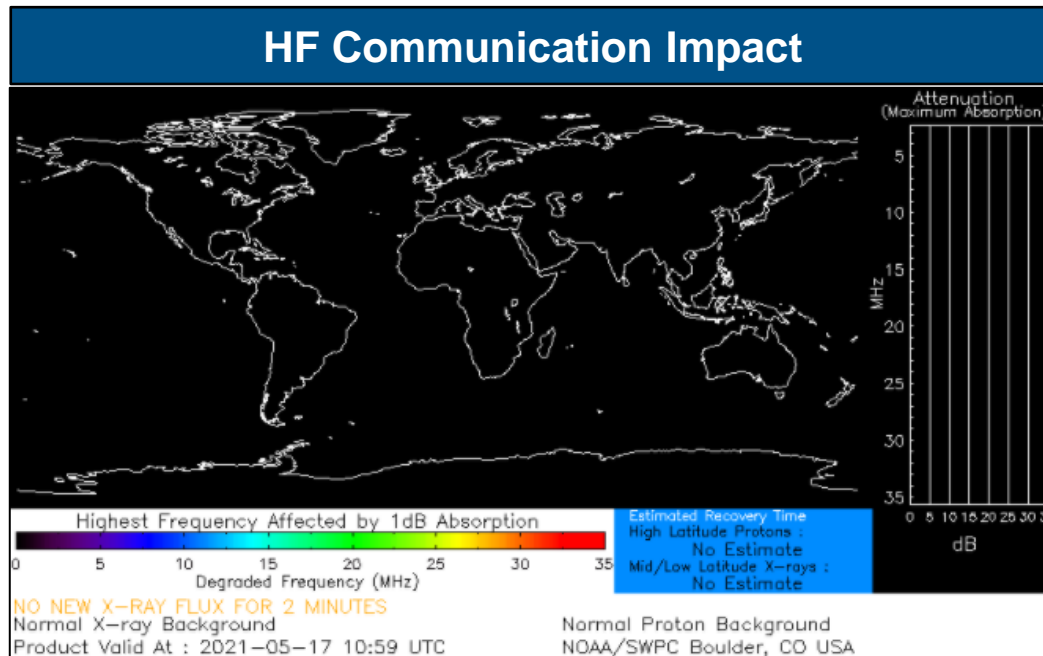 HF Communication Impact
Attenuation
(Maximum Absorption)
5
10
15
20
25
30
35
MHz
0 5 10 15 20 25 30
dB
Highest Frequency Affected by 1dB Absorption
0 5 10 15 20 25 30 35
Degraded Frequency (MHz)
Estimated Recovery Time
High Latitude Protons :
No Estimate
Mid/Low Latitude X-rays :
No Estimate
NO NEW X-RAY FLUX FOR 2 MINUTES
Normal X-ray Background
Normal Proton Background
Product Valid At : 2021-05-17 10:59 UTC
NOAA/SWPC Boulder, CO USA